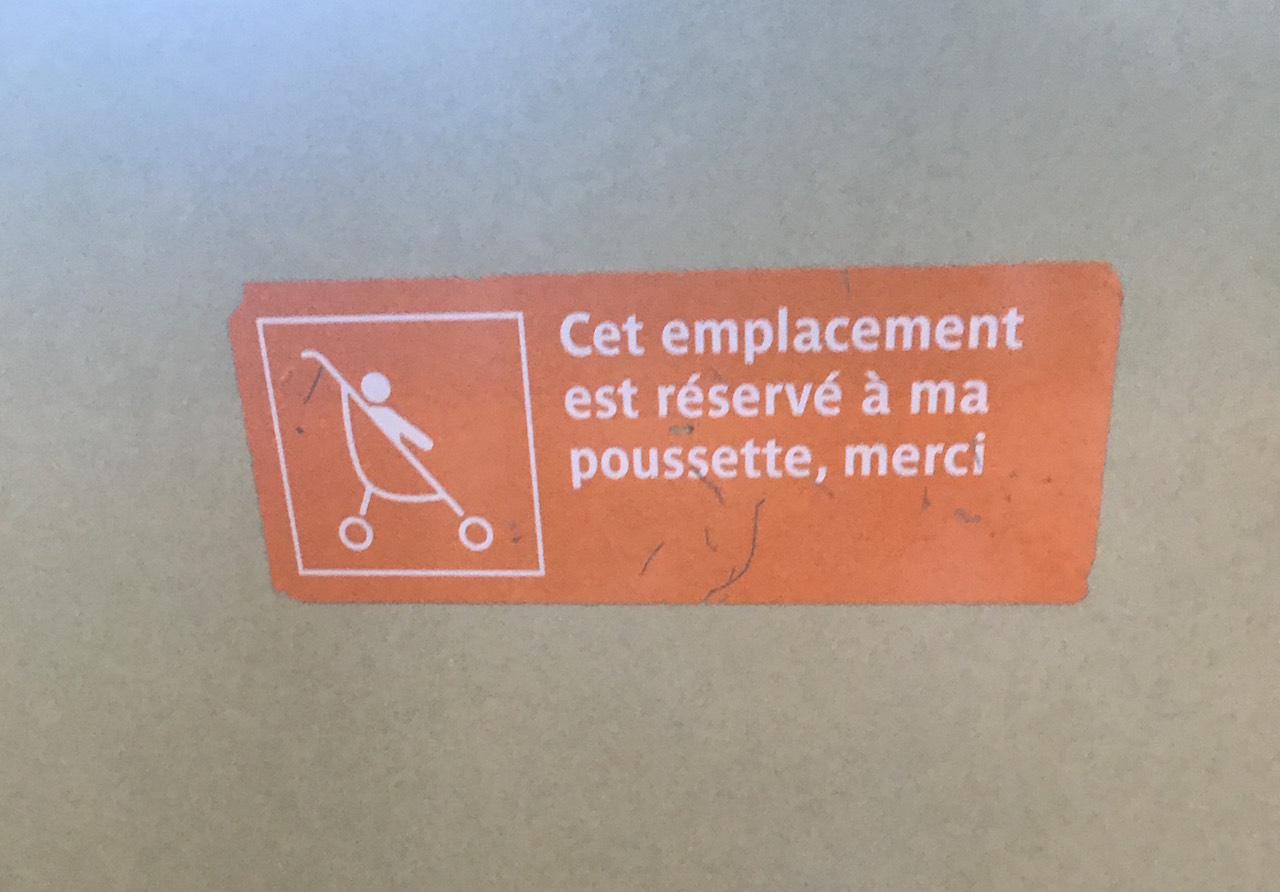 Cet emplacement
est réservé à ma
poussette, merci